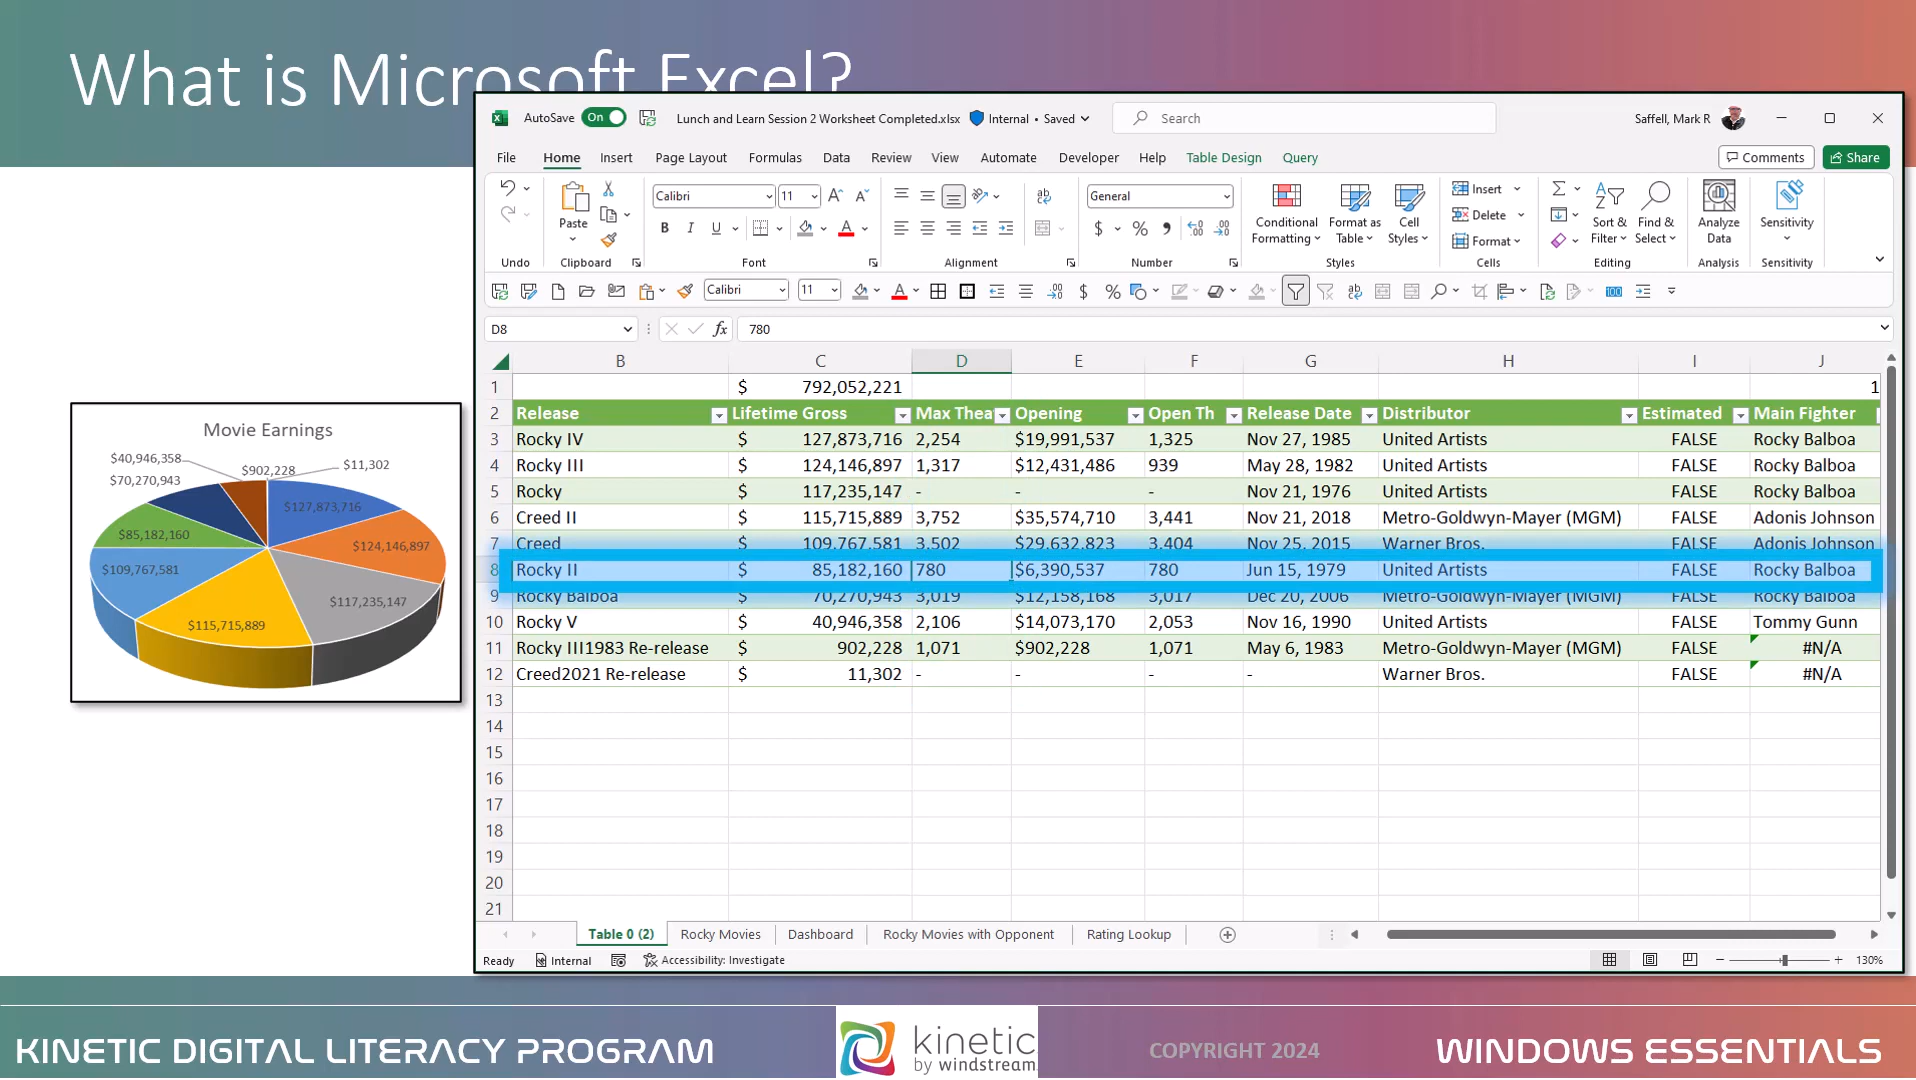 What is Microsoft Excel?
AutoSave On Lunch and Learn Session 2 Worksheet Completed.xlsx Internal • Saved Search Saffell, Mark R
File Home Insert Page Layout Formulas Data Review View Automate Developer Help Table Design Query Comments Share
Paste Calibri 11 General Conditional Formatting Format as Table Cell Styles Insert Delete Format Sort & Filter Find & Select Analyze Data Sensitivity
Undo Clipboard Font Alignment Number Styles Cells Editing Analysis Sensitivity
Calibri 11
D8 fx 780
B C D E F G H I J
1 $ 792,052,221 1
2 Release Lifetime Gross Max Thea Opening Open Th Release Date Distributor Estimated Main Fighter
3 Rocky IV $ 127,873,716 2,254 $19,991,537 1,325 Nov 27, 1985 United Artists FALSE Rocky Balboa
4 Rocky III $ 124,146,897 1,317 $12,431,486 939 May 28, 1982 United Artists FALSE Rocky Balboa
5 Rocky $ 117,235,147 - - - Nov 21, 1976 United Artists FALSE Rocky Balboa
6 Creed II $ 115,715,889 3,752 $35,574,710 3,441 Nov 21, 2018 Metro-Goldwyn-Mayer (MGM) FALSE Adonis Johnson
7 Creed $ 109,767,581 3,502 $29,632,823 3,404 Nov 25, 2015 Warner Bros. FALSE Adonis Johnson
8 Rocky II $ 85,182,160 780 $6,390,537 780 Jun 15, 1979 United Artists FALSE Rocky Balboa
9 Rocky Balboa $ 70,270,943 3,019 $12,158,168 3,017 Dec 20, 2006 Metro-Goldwyn-Mayer (MGM) FALSE Rocky Balboa
10 Rocky V $ 40,946,358 2,106 $14,073,170 2,053 Nov 16, 1990 United Artists FALSE Tommy Gunn
11 Rocky III1983 Re-release $ 902,228 1,071 $902,228 1,071 May 6, 1983 Metro-Goldwyn-Mayer (MGM) FALSE #N/A
12 Creed2021 Re-release $ 11,302 - - - - Warner Bros. FALSE #N/A
13
14
15
16
17
18
19
20
21
Table 0 (2) Rocky Movies Dashboard Rocky Movies with Opponent Rating Lookup
Ready Internal Accessibility: Investigate 130%
Movie Earnings
$40,946,358
$902,228
$11,302
$70,270,943
$127,873,716
$85,182,160
$124,146,897
$109,767,581
$117,235,147
$115,715,889
KINETIC DIGITAL LITERACY PROGRAM
kinetic
by windstream
COPYRIGHT 2024
WINDOWS ESSENTIALS